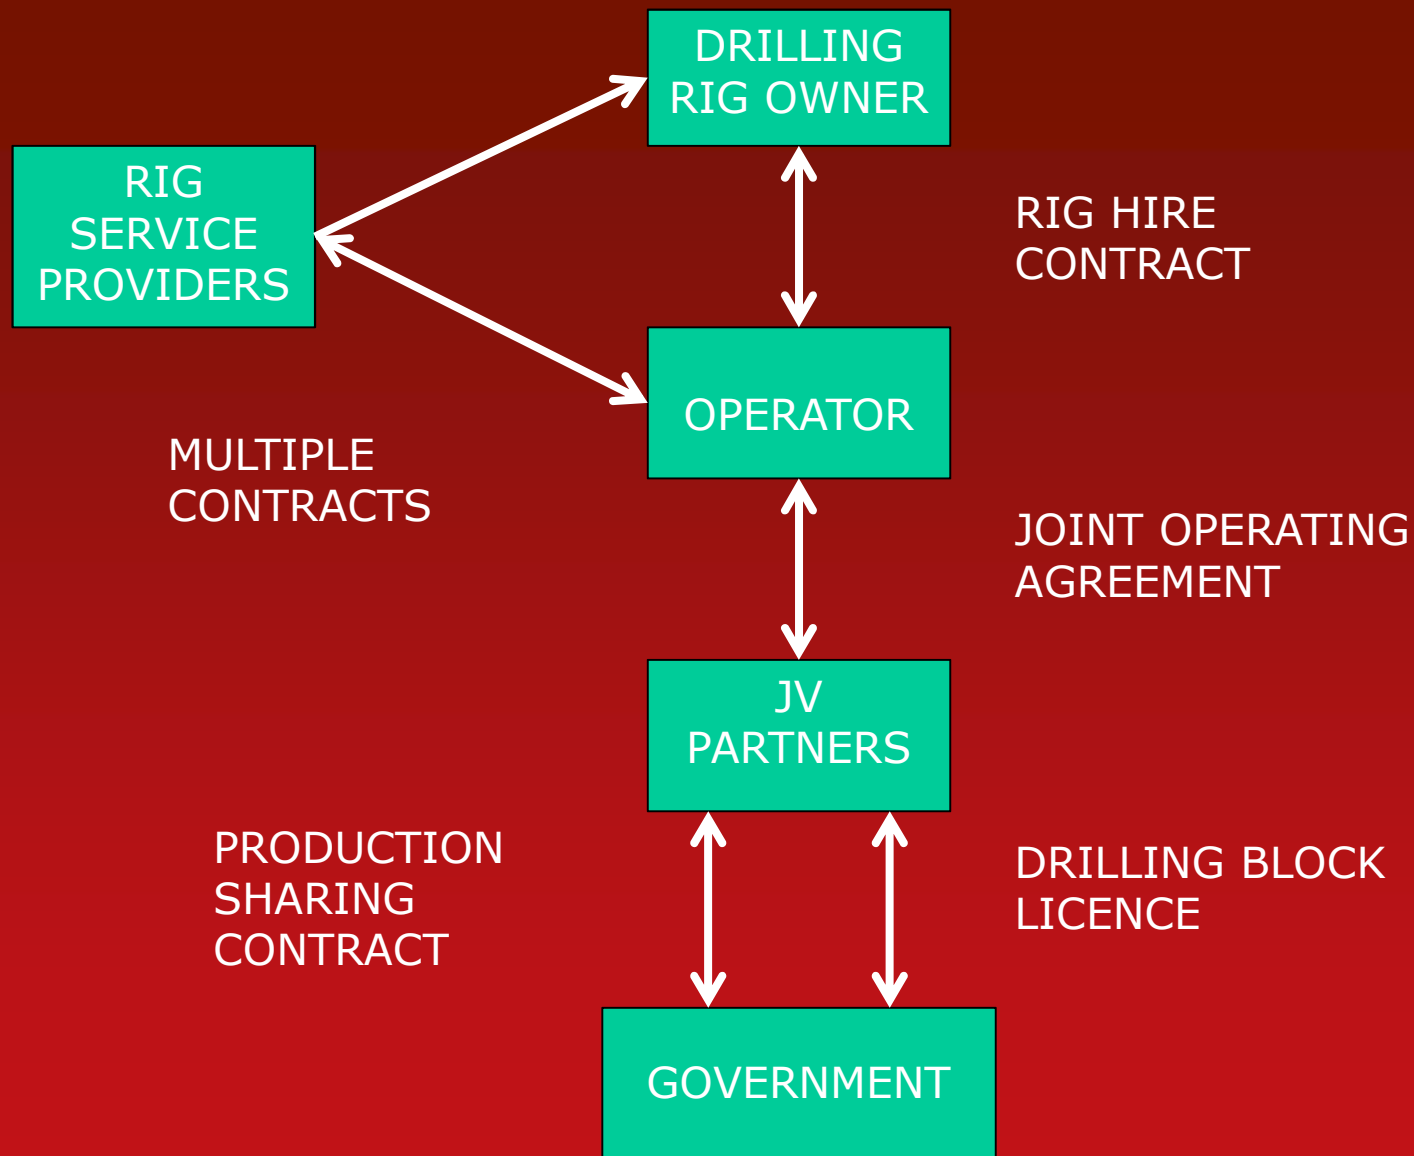 DRILLING
RIG OWNER
RIG
SERVICE
PROVIDERS
RIG HIRE
CONTRACT
OPERATOR
MULTIPLE
CONTRACTS
JOINT OPERATING
AGREEMENT
JV
PARTNERS
PRODUCTION
SHARING
CONTRACT
DRILLING BLOCK
LICENCE
GOVERNMENT